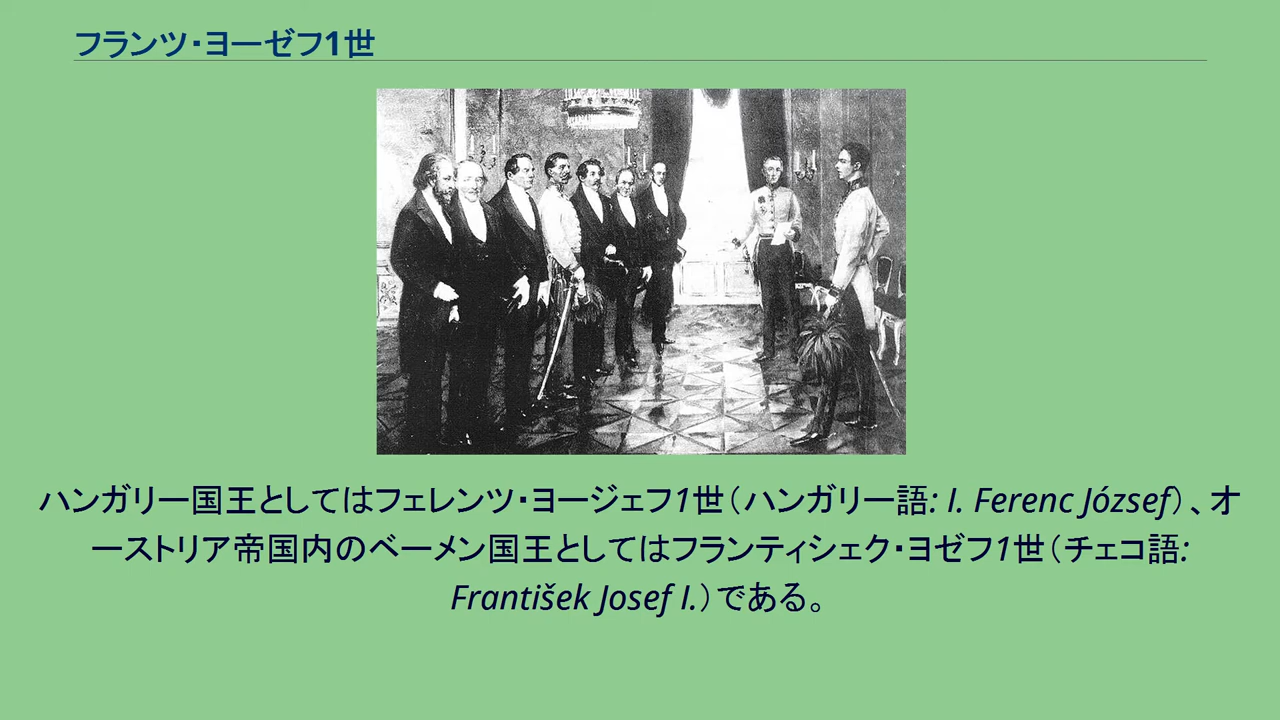 フランツ・ヨーゼフ1世
ハンガリー国王としてはフェレンツ・ヨージェフ1世（ハンガリー語: I. Ferenc József）、オ
ーストリア帝国内のベーメン国王としてはフランティシェク・ヨゼフ1世（チェコ語:
František Josef I.）である。